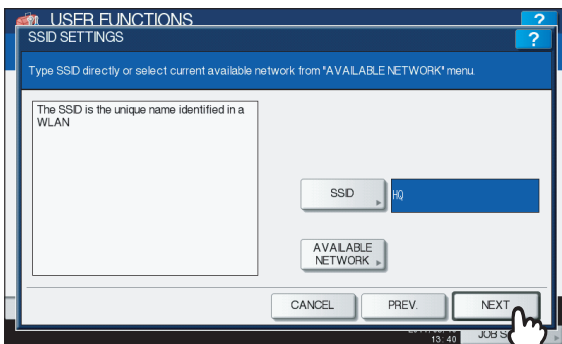 USER FUNCTIONS
?
SSID SETTINGS
?
Type SSID directly or select current available network from "AVAILABLE NETWORK" menu
The SSID is the unique name identified in a
WLAN
SSID
HQ
AVAILABLE
NETWORK
CANCEL
PREV.
NEXT
13:40
JOB